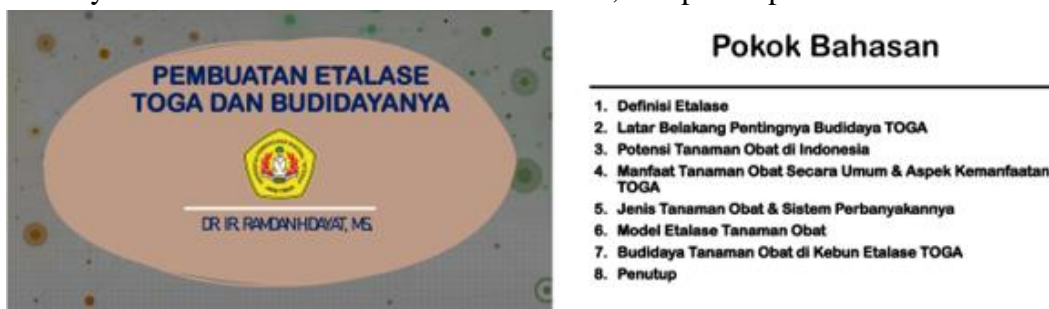 PEMBUATAN ETALASE
TOGA DAN BUDIDAYANYA
DR. IR. RAMDAN HIDAYAT, MS.
Pokok Bahasan
1. Definisi Etalase
2. Latar Belakang Pentingnya Budidaya TOGA
3. Potensi Tanaman Obat di Indonesia
4. Manfaat Tanaman Obat Secara Umum & Aspek Kemanfaatan
TOGA
5. Jenis Tanaman Obat & Sistem Perbanyakannya
6. Model Etalase Tanaman Obat
7. Budidaya Tanaman Obat di Kebun Etalase TOGA
8. Penutup